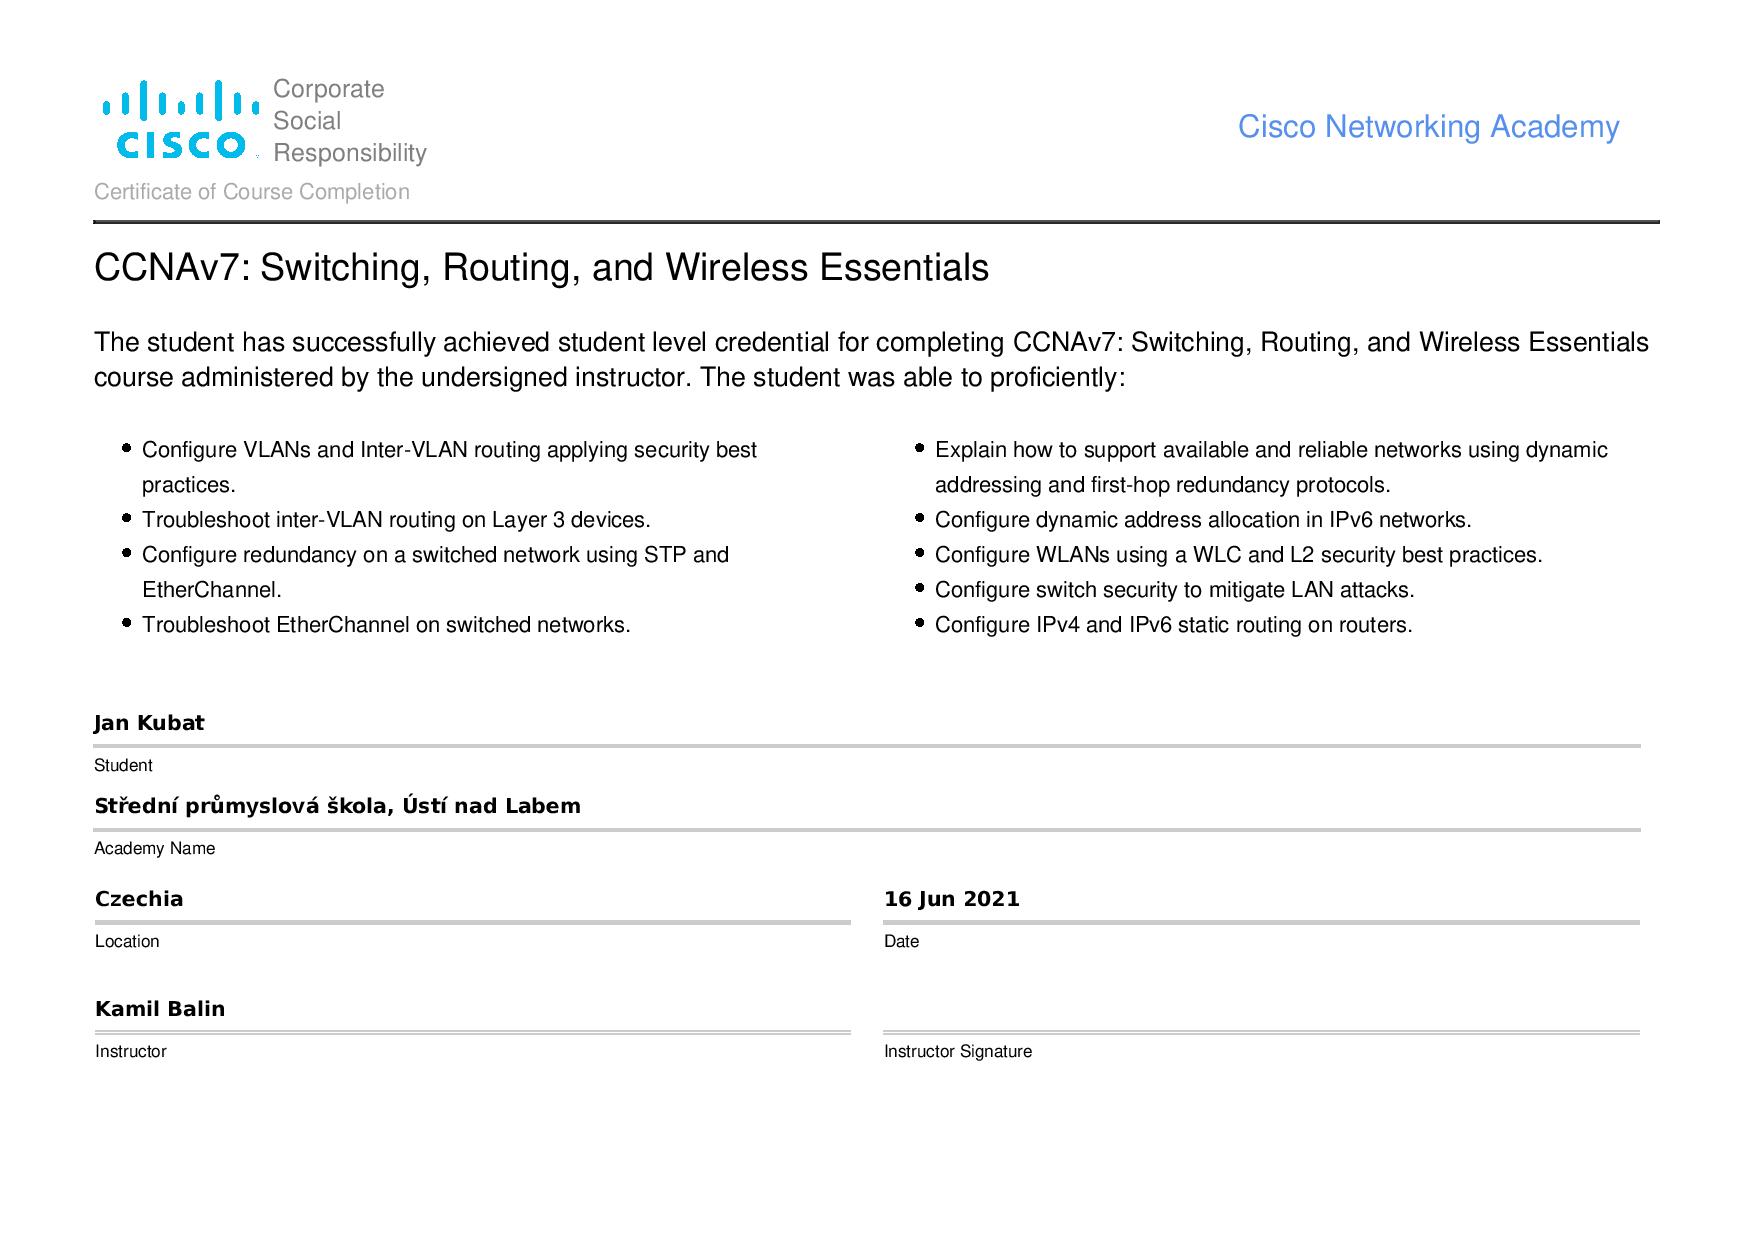 CISCO
Corporate
Social
Responsibility
Cisco Networking Academy
Certificate of Course Completion
CCNAv7: Switching, Routing, and Wireless Essentials
The student has successfully achieved student level credential for completing CCNAv7: Switching, Routing, and Wireless Essentials
course administered by the undersigned instructor. The student was able to proficiently:
• Configure VLANs and Inter-VLAN routing applying security best
practices.
• Troubleshoot inter-VLAN routing on Layer 3 devices.
• Configure redundancy on a switched network using STP and
EtherChannel.
• Troubleshoot EtherChannel on switched networks.
• Explain how to support available and reliable networks using dynamic
addressing and first-hop redundancy protocols.
• Configure dynamic address allocation in IPv6 networks.
• Configure WLANs using a WLC and L2 security best practices.
• Configure switch security to mitigate LAN attacks.
• Configure IPv4 and IPv6 static routing on routers.
Jan Kubat
Student
Střední průmyslová škola, Ústí nad Labem
Academy Name
Czechia
Location
16 Jun 2021
Date
Kamil Balin
Instructor
Instructor Signature